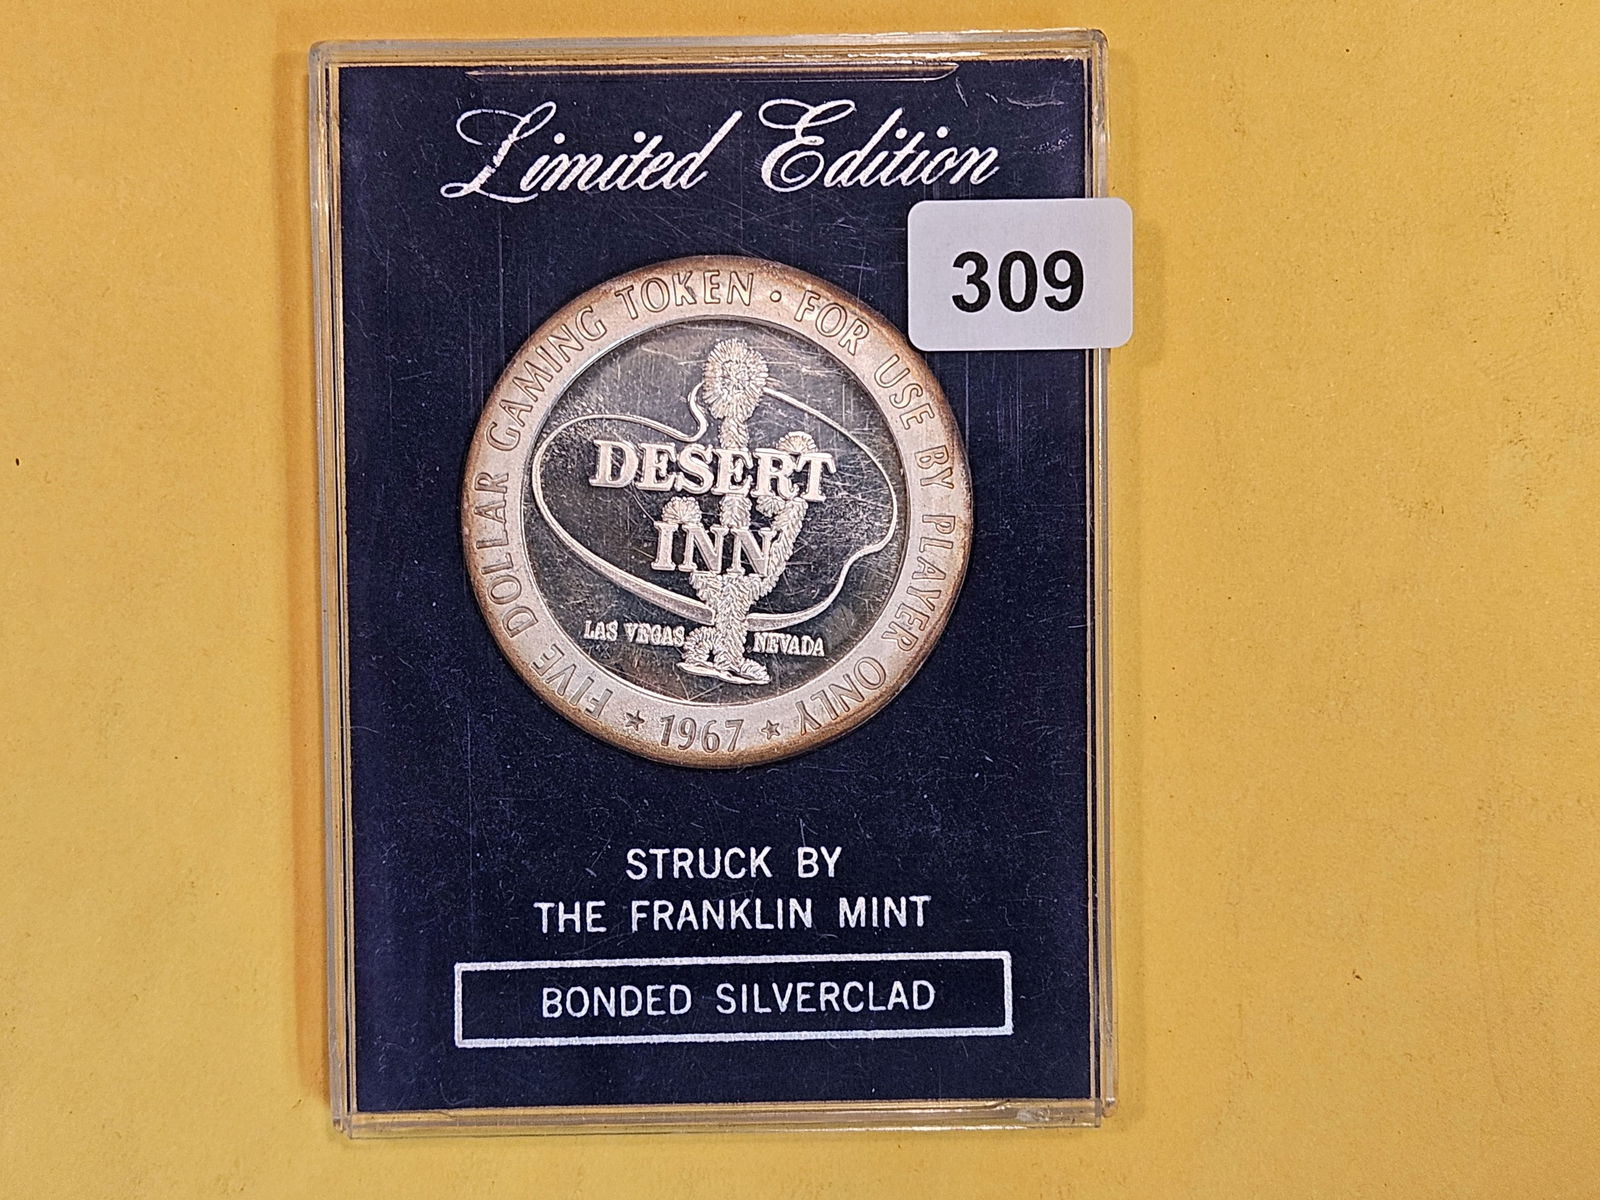 Limited Edition
309
FIVE DOLLAR GAMING TOKEN · FOR USE BY PLAYER ONLY
DESERT
INN
LAS VEGAS NEVADA
★ 1967 ★
STRUCK BY
THE FRANKLIN MINT
BONDED SILVERCLAD